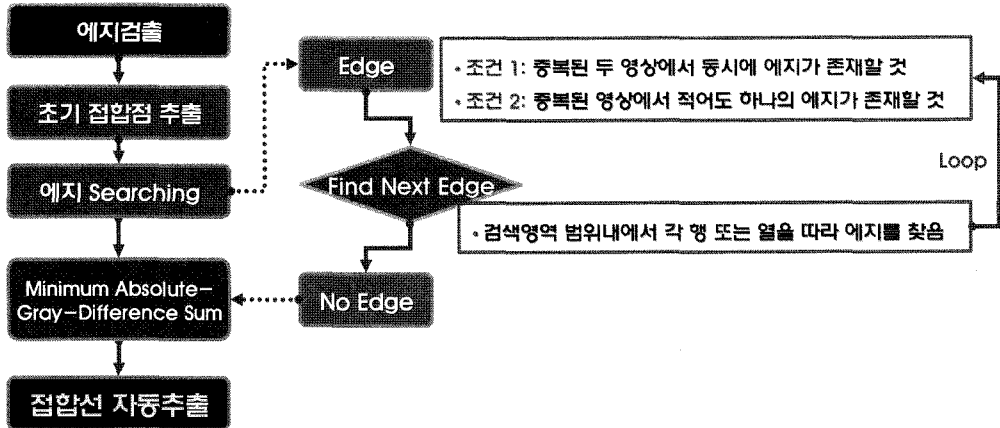 에지검출
초기 접합점 추출
에지 Searching
Minimum Absolute-
Gray-Difference Sum
접합선 자동추출
Edge
• 조건 1: 중복된 두 영상에서 동시에 에지가 존재할 것
• 조건 2: 중복된 영상에서 적어도 하나의 에지가 존재할 것
Find Next Edge
Loop
• 검색영역 범위내에서 각 행 또는 열을 따라 에지를 찾음
No Edge